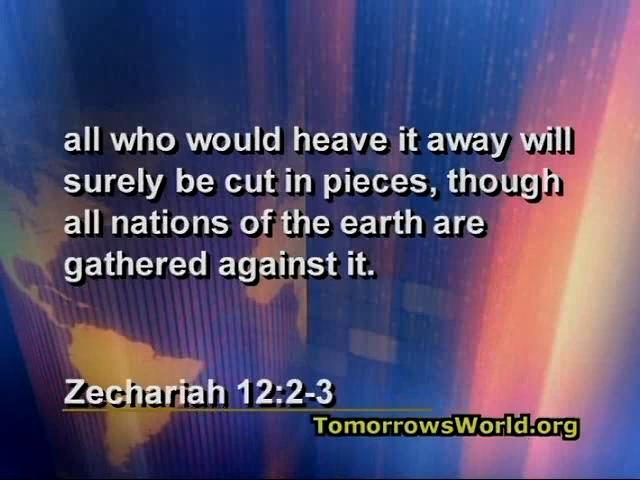 all who would heave it away will
surely be cut in pieces, though
all nations of the earth are
gathered against it.
Zechariah 12:2-3
TomorrowsWorld.org